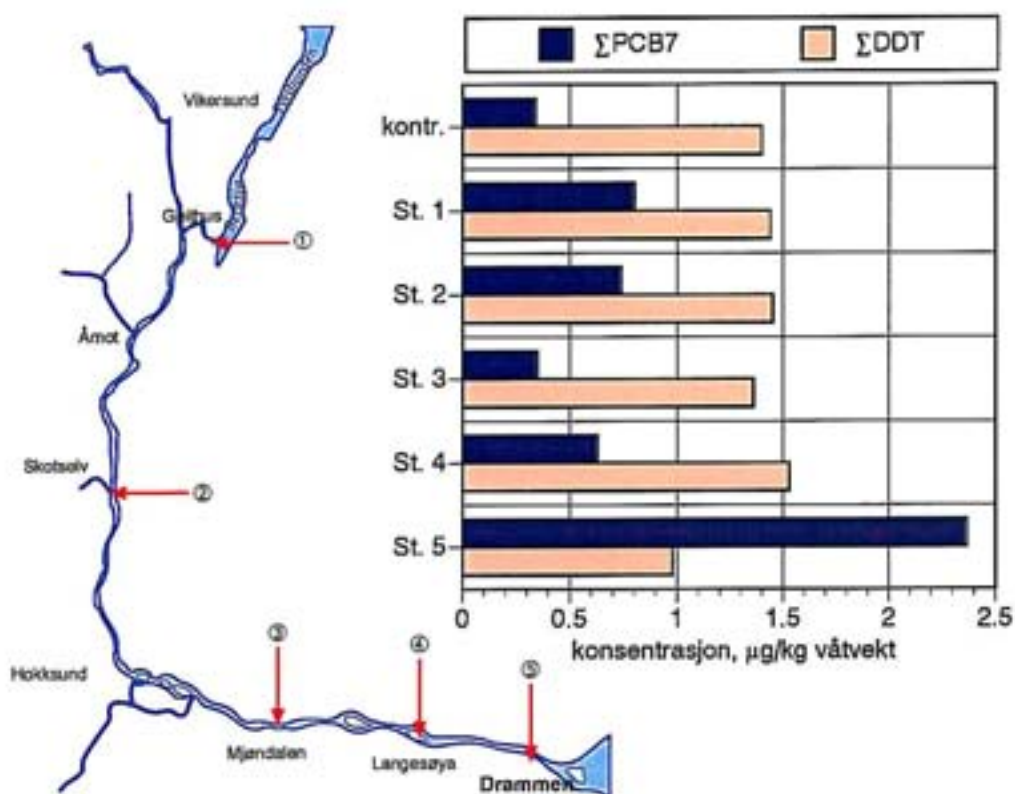 ΣPCB7 ΣDDT
Vikersund
kontr.
Geithus
①
St. 1
St. 2
Åmot
St. 3
Skotselv
②
St. 4
St. 5
0 0.5 1 1.5 2 2.5
konsentrasjon, µg/kg våtvekt
③ ④ ⑤
Hokksund
Mjøndalen
Langesøya
Drammen